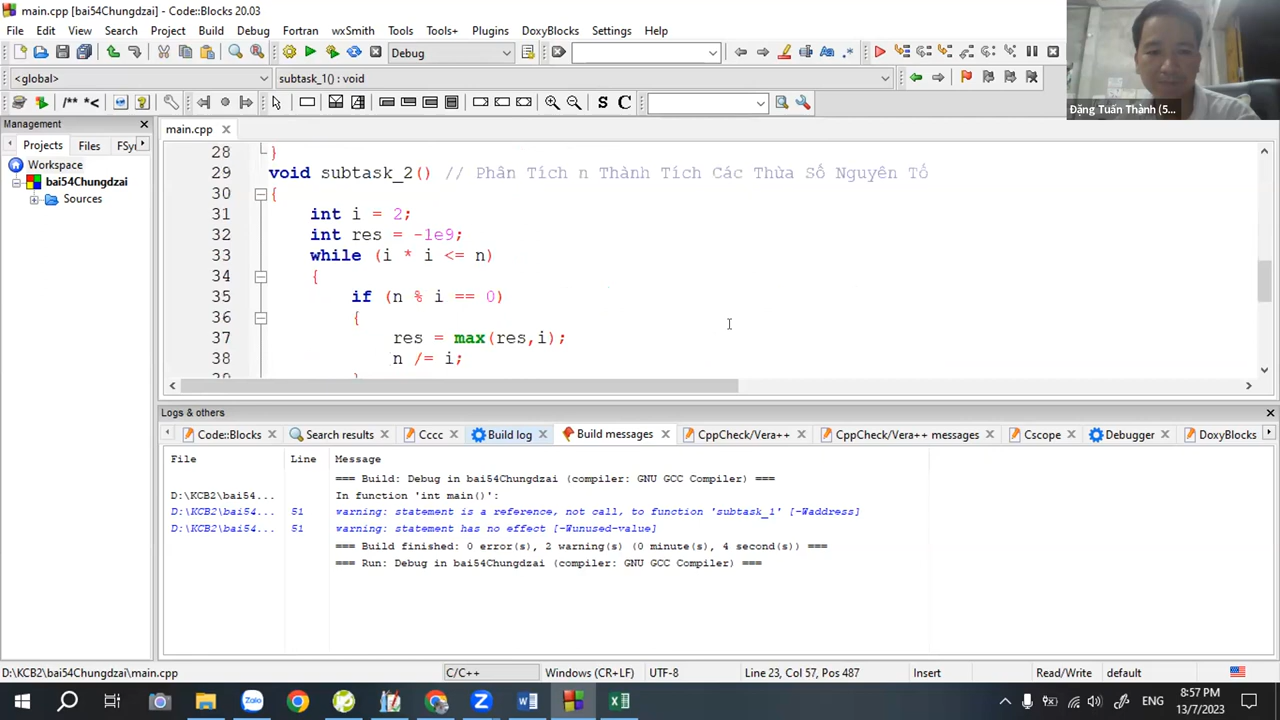 main.cpp [bai54Chungdzai] - Code::Blocks 20.03
File Edit View Search Project Build Debug Fortran wxSmith Tools Tools+ Plugins DoxyBlocks Settings Help
Debug
<global> subtask_1() : void
/** *< S C
Đặng Tuấn Thành (5...
Management
Projects Files FSy
Workspace
bai54Chungdzai
Sources
main.cpp
28 }
29 void subtask_2() // Phân Tích n Thành Tích Các Thừa Số Nguyên Tố
30 {
31 int i = 2;
32 int res = -1e9;
33 while (i * i <= n)
34 {
35 if (n % i == 0)
36 {
37 res = max(res,i);
38 n /= i;
Logs & others
Code::Blocks Search results Cccc Build log Build messages CppCheck/Vera++ CppCheck/Vera++ messages Cscope Debugger DoxyBlocks
File Line Message
=== Build: Debug in bai54Chungdzai (compiler: GNU GCC Compiler) ===
D:\KCB2\bai54... In function 'int main()':
D:\KCB2\bai54... 51 warning: statement is a reference, not call, to function 'subtask_1' [-Waddress]
D:\KCB2\bai54... 51 warning: statement has no effect [-Wunused-value]
=== Build finished: 0 error(s), 2 warning(s) (0 minute(s), 4 second(s)) ===
=== Run: Debug in bai54Chungdzai (compiler: GNU GCC Compiler) ===
D:\KCB2\bai54Chungdzai\main.cpp C/C++ Windows (CR+LF) UTF-8 Line 23, Col 57, Pos 487 Insert Read/Write default
Zalo
ENG
8:57 PM
13/7/2023